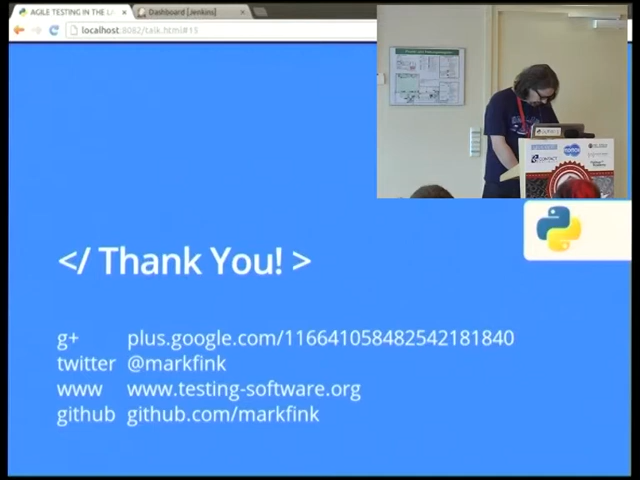 AGILE TESTING IN THE LA
Dashboard [Jenkins]
localhost:8062/talk.html#15
</ Thank You! >
g+ plus.google.com/116641058482542181840
twitter @markfink
www www.testing-software.org
github github.com/markfink